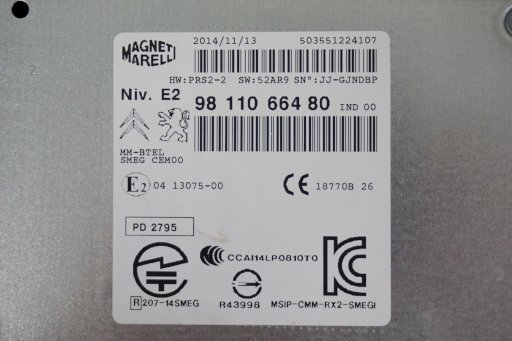 MAGNETI
MARELLI
2014/11/13 503551224107
HW:PRS2-2 SW:52AR9 SN°:JJ-GJNDBP
Niv. E2 98 110 664 80 IND 00
MM-BTEL
SMEG CEM00
E2 04 13075-00 CE 18770B 26
PD 2795
CCAI14LP0810T0
R 207-14SMEG R43998 MSIP-CMM-RX2-SMEGI